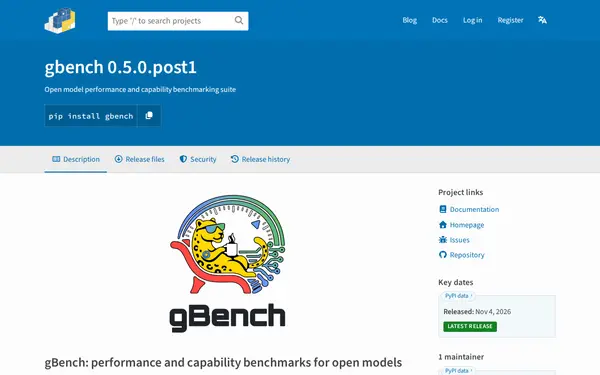 Type '/' to search projects
Blog
Docs
Log in
Register
gbench 0.5.0.post1
Open model performance and capability benchmarking suite
pip install gbench
Description
Release files
Security
Release history
gBench
gBench: performance and capability benchmarks for open models
Project links
Documentation
Homepage
Issues
Repository
Key dates
PyPI data
Released: Nov 4, 2026
LATEST RELEASE
1 maintainer
PyPI data